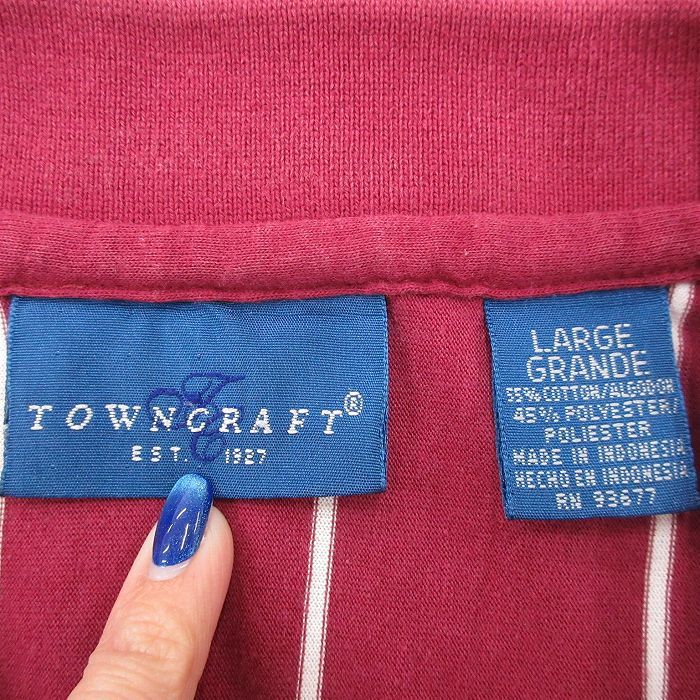 TOWNCRAFT®
EST. 1927
LARGE
GRANDE
55% COTTON/ALGODON
45% POLYESTER/
POLIESTER
MADE IN INDONESIA
HECHO EN INDONESIA
RN 93677